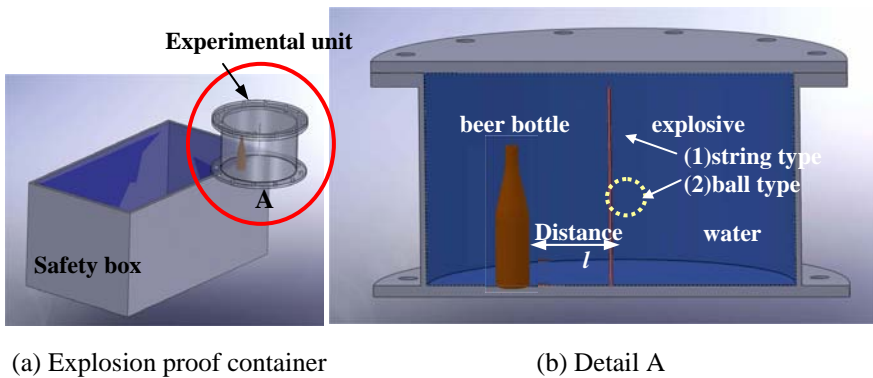 Experimental unit
A
Safety box
beer bottle
explosive
(1)string type
(2)ball type
Distance
l
water
(a) Explosion proof container
(b) Detail A